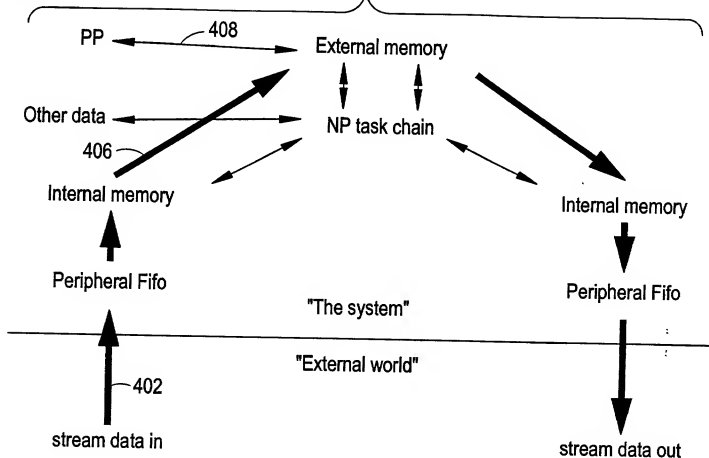 PP
408
External memory
Other data
NP task chain
406
Internal memory
Internal memory
Peripheral Fifo
Peripheral Fifo
"The system"
"External world"
402
stream data in
stream data out